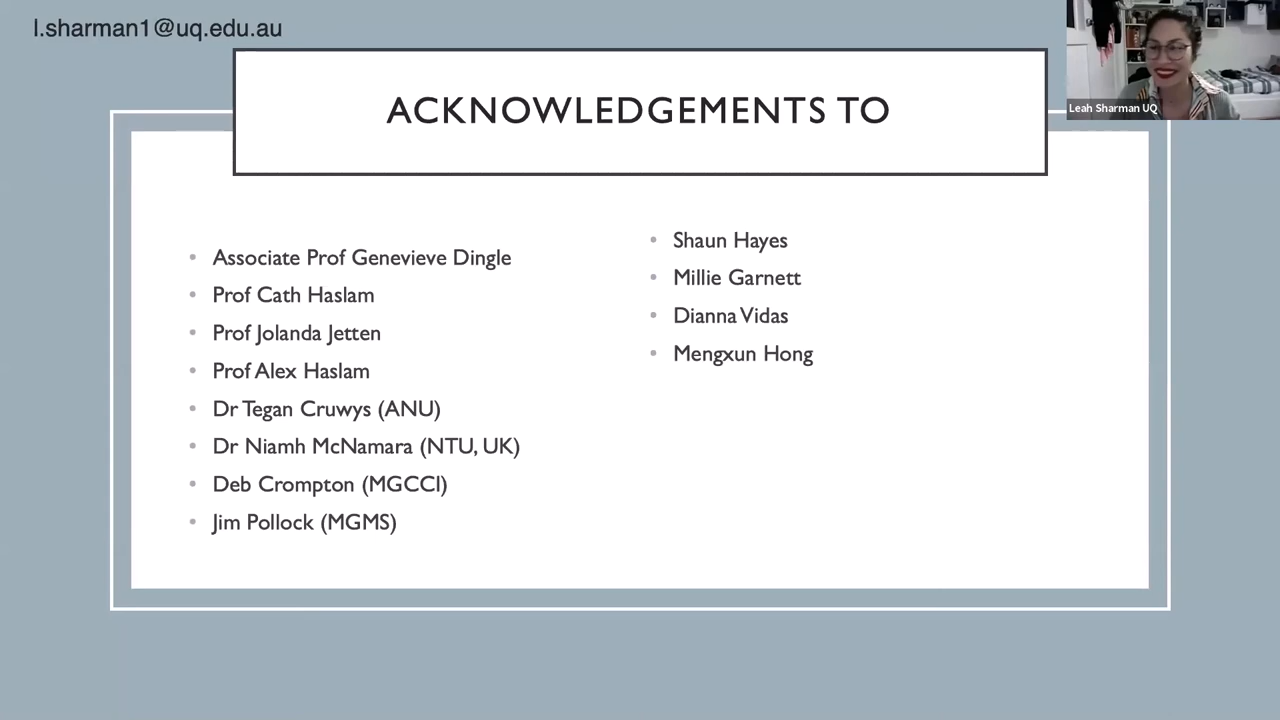 l.sharman1@uq.edu.au
Leah Sharman UQ
ACKNOWLEDGEMENTS TO
Associate Prof Genevieve Dingle
Prof Cath Haslam
Prof Jolanda Jetten
Prof Alex Haslam
Dr Tegan Cruwys (ANU)
Dr Niamh McNamara (NTU, UK)
Deb Crompton (MGCCI)
Jim Pollock (MGMS)
Shaun Hayes
Millie Garnett
Dianna Vidas
Mengxun Hong